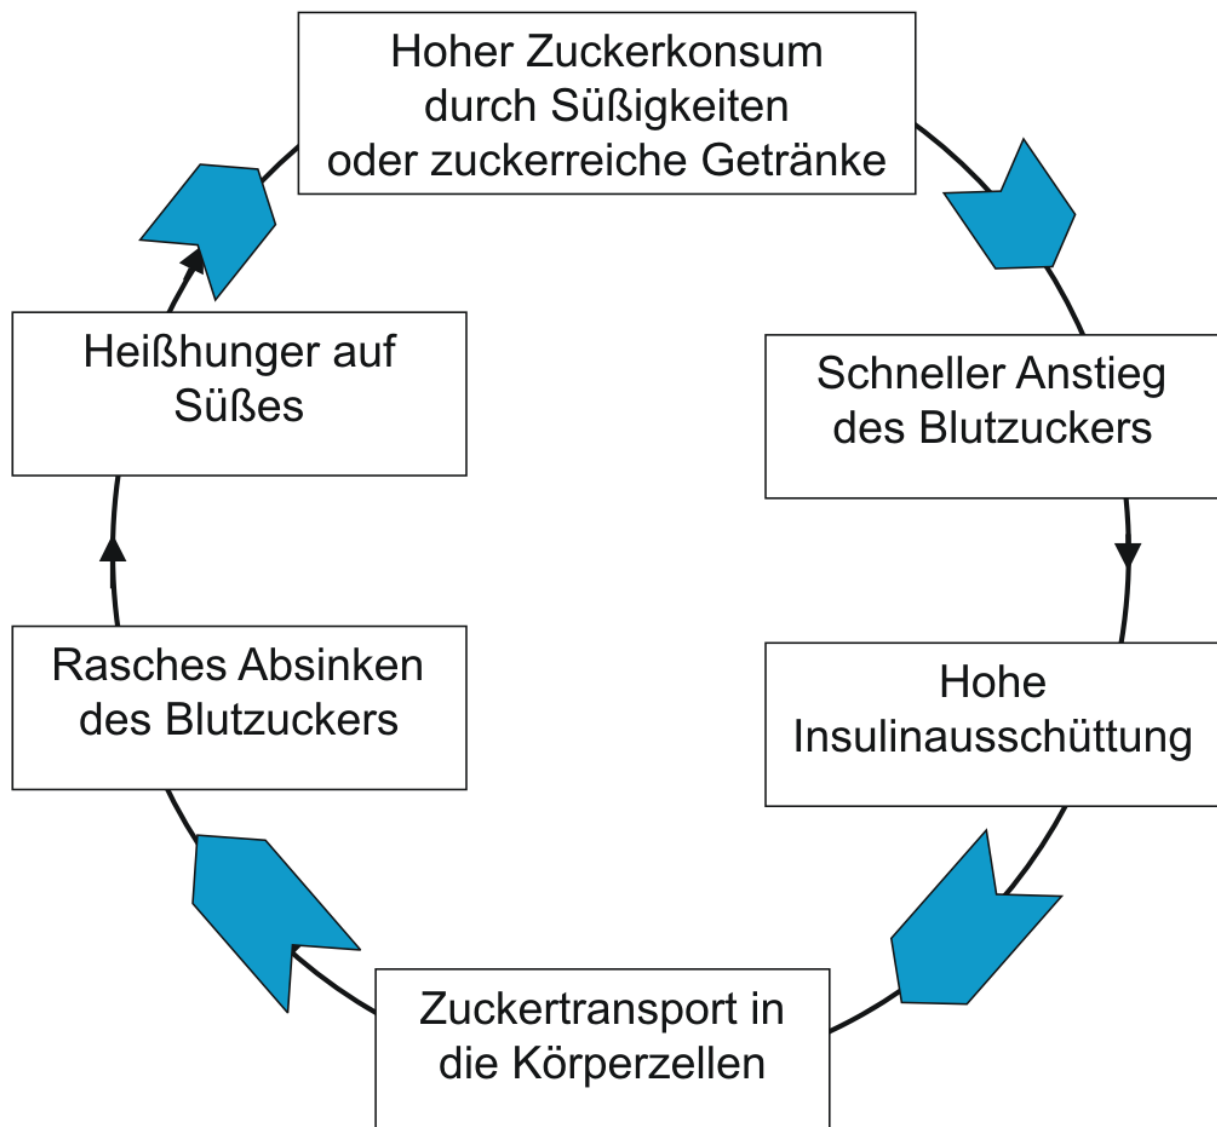 Hoher Zuckerkonsum
durch Süßigkeiten
oder zuckerreiche Getränke
Schneller Anstieg
des Blutzuckers
Hohe
Insulinausschüttung
Zuckertransport in
die Körperzellen
Rasches Absinken
des Blutzuckers
Heißhunger auf
Süßes